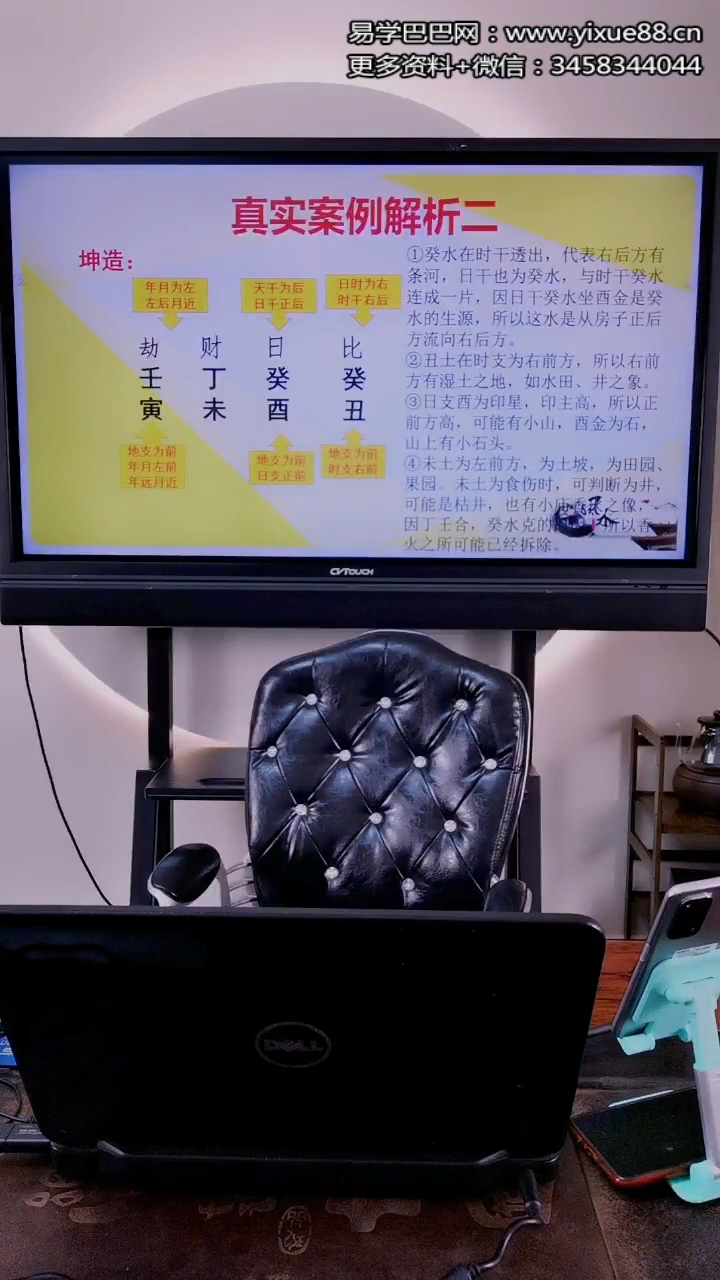 易学巴巴网：www.yixue88.cn
更多资料+微信：3458344044
真实案例解析二
坤造：
年月为左
左后月近
天干为后
日干正后
日时为右
时干右后
劫 财 日 比
壬 丁 癸 癸
寅 未 酉 丑
地支为前
年月左前
年远月近
地支为前
日支正前
地支为前
时支右前
①癸水在时干透出，代表右后方有
条河，日干也为癸水，与时干癸水
连成一片，因日干癸水坐酉金是癸
水的生源，所以这水是从房子正后
方流向右后方。
②丑土在时支为右前方，所以右前
方有湿土之地，如水田、井之象。
③日支酉为印星，印主高，所以正
前方高，可能有小山，酉金为石，
山上有小石头。
④未土为左前方，为土坡，为田园、
果园。未土为食伤时，可判断为井，
可能是枯井，也有小庙香 之像，
因丁壬合，癸水克的 所以香
火之所可能已经拆除。
CVTOUCH
DELL